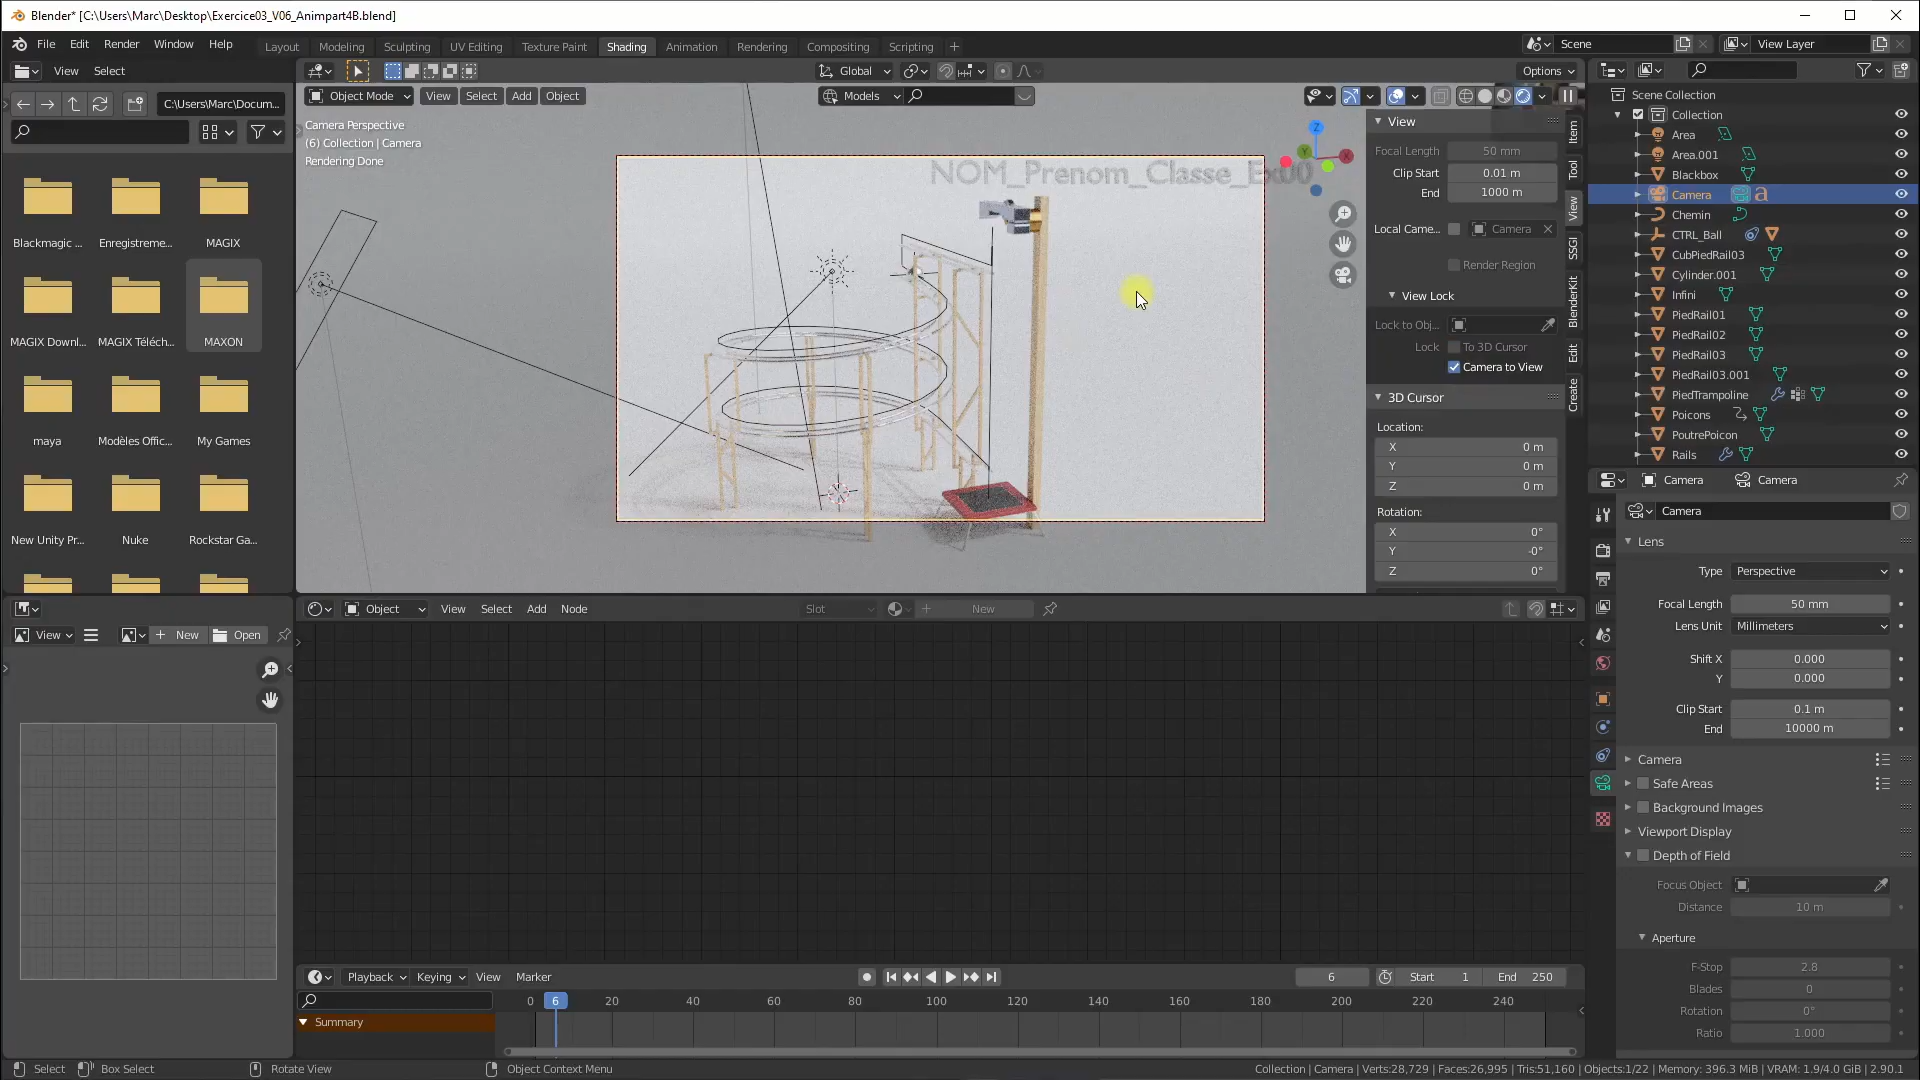 Blender* [C:\Users\Marc\Desktop\Exercice03_V06_Animpart4B.blend]
File Edit Render Window Help Layout Modeling Sculpting UV Editing Texture Paint Shading Animation Rendering Compositing Scripting + Scene View Layer
View Select Global Options
C:\Users\Marc\Docum... Object Mode View Select Add Object Models
Scene Collection
Collection
Area
Area.001
Blackbox
Camera
Chemin
CTRL_Ball
CubPiedRail03
Cylinder.001
Infini
PiedRail01
PiedRail02
PiedRail03
PiedRail03.001
PiedTrampoline
Poicons
PoutrePoicon
Rails
Blackmagic ... Enregistreme... MAGIX
MAGIX Downl... MAGIX Téléch... MAXON
maya Modèles Offic... My Games
New Unity Pr... Nuke Rockstar Ga...
Camera Perspective
(6) Collection | Camera
Rendering Done
NOM_Prenom_Classe_Ex00
Z
Y
X
View
Focal Length 50 mm
Clip Start 0.01 m
End 1000 m
Local Came... Camera
Render Region
View Lock
Lock to Obj...
Lock To 3D Cursor
Camera to View
3D Cursor
Location:
X 0 m
Y 0 m
Z 0 m
Rotation:
X 0°
Y -0°
Z 0°
Item
Tool
View
SSGI
BlenderKit
Edit
Create
Camera Camera
Camera
Lens
Type Perspective
Focal Length 50 mm
Lens Unit Millimeters
Shift X 0.000
Y 0.000
Clip Start 0.1 m
End 10000 m
Camera
Safe Areas
Background Images
Viewport Display
Depth of Field
Focus Object
Distance 10 m
Aperture
F-Stop 2.8
Blades 0
Rotation 0°
Ratio 1.000
Object View Select Add Node Slot New
View New Open
Playback Keying View Marker 6 Start 1 End 250
0 6 20 40 60 80 100 120 140 160 180 200 220 240
Summary
Select Box Select Rotate View Object Context Menu Collection | Camera | Verts:28,729 | Faces:26,995 | Tris:51,160 | Objects:1/22 | Memory: 396.3 MiB | VRAM: 1.9/4.0 GiB | 2.90.1